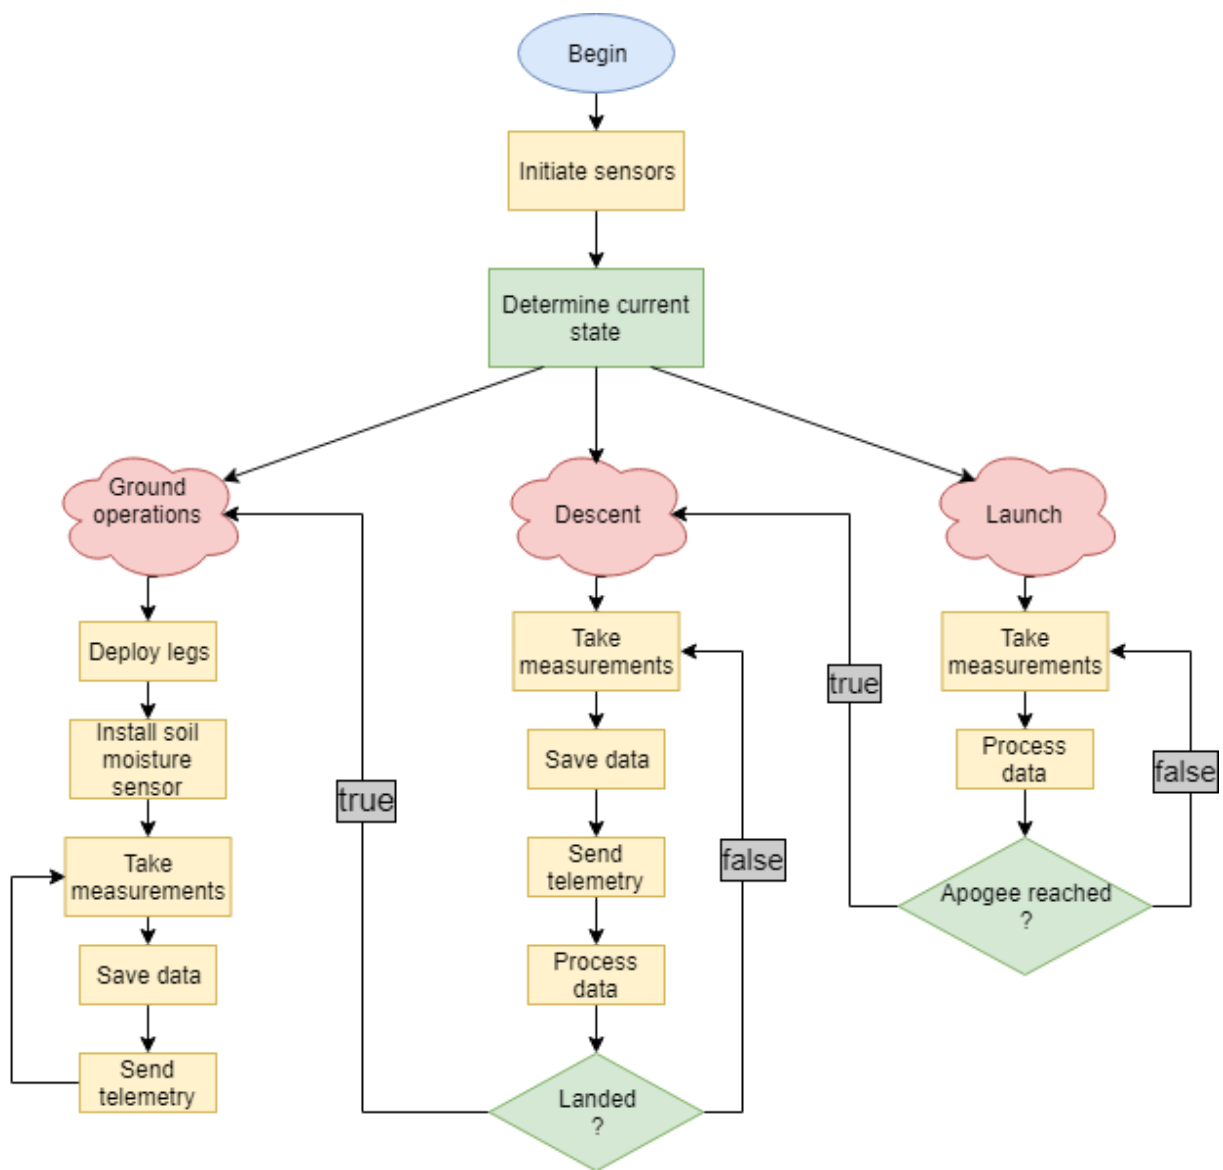 Begin
Initiate sensors
Determine current
state
Ground
operations
Descent
Launch
Deploy legs
Install soil
moisture
sensor
Take
measurements
Save data
Send
telemetry
true
Take
measurements
Save data
Send
telemetry
Process
data
Landed
?
false
true
Take
measurements
Process
data
Apogee reached
?
false